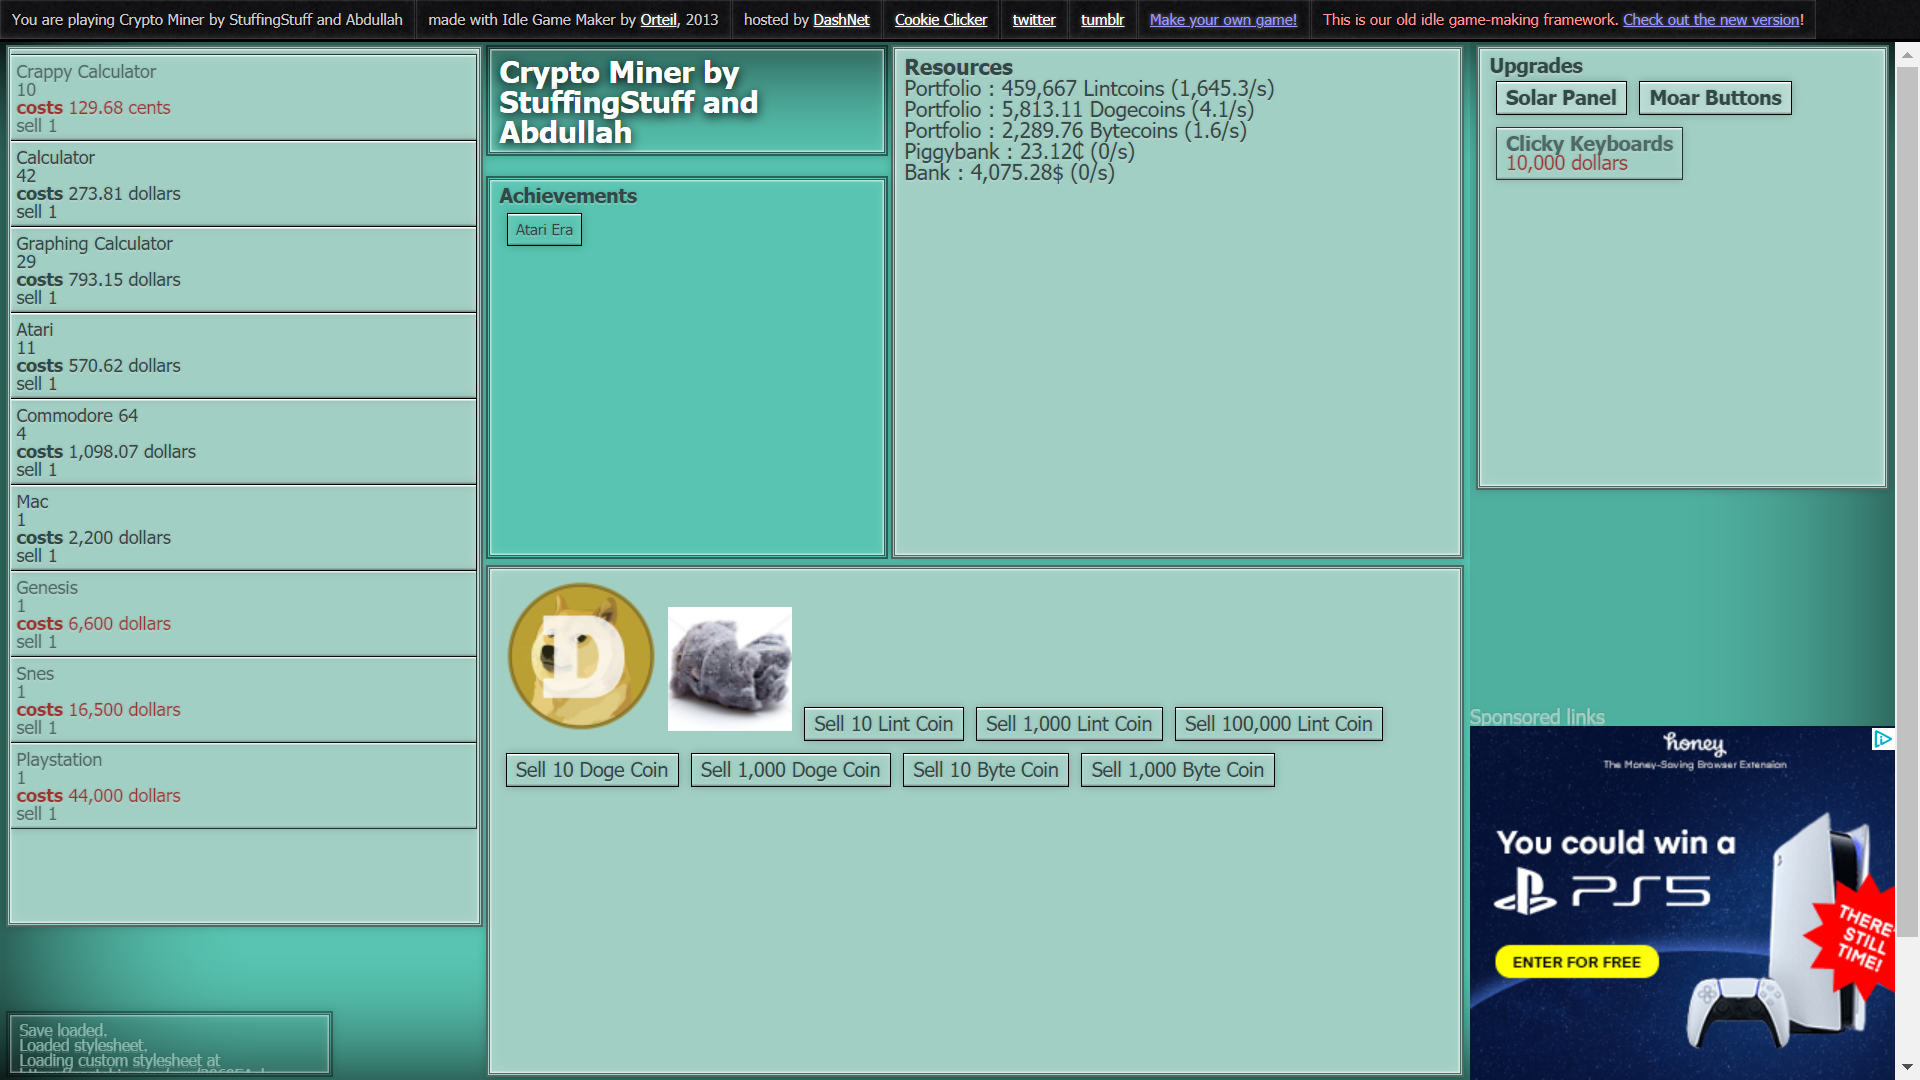 You are playing Crypto Miner by StuffingStuff and Abdullah
made with Idle Game Maker by Orteil, 2013
hosted by DashNet
Cookie Clicker
twitter
tumblr
Make your own game!
This is our old idle game-making framework. Check out the new version!
Crappy Calculator
10
costs 129.68 cents
sell 1
Calculator
42
costs 273.81 dollars
sell 1
Graphing Calculator
29
costs 793.15 dollars
sell 1
Atari
11
costs 570.62 dollars
sell 1
Commodore 64
4
costs 1,098.07 dollars
sell 1
Mac
1
costs 2,200 dollars
sell 1
Genesis
1
costs 6,600 dollars
sell 1
Snes
1
costs 16,500 dollars
sell 1
Playstation
1
costs 44,000 dollars
sell 1
Save loaded.
Loaded stylesheet.
Loading custom stylesheet at
Crypto Miner by
StuffingStuff and
Abdullah
Achievements
Atari Era
Resources
Portfolio : 459,667 Lintcoins (1,645.3/s)
Portfolio : 5,813.11 Dogecoins (4.1/s)
Portfolio : 2,289.76 Bytecoins (1.6/s)
Piggybank : 23.12₵ (0/s)
Bank : 4,075.28$ (0/s)
D
Sell 10 Lint Coin
Sell 1,000 Lint Coin
Sell 100,000 Lint Coin
Sell 10 Doge Coin
Sell 1,000 Doge Coin
Sell 10 Byte Coin
Sell 1,000 Byte Coin
Upgrades
Solar Panel
Moar Buttons
Clicky Keyboards
10,000 dollars
Sponsored links
honey
The Money-Saving Browser Extension
You could win a
PS5
ENTER FOR FREE
THERE'S
STILL
TIME!